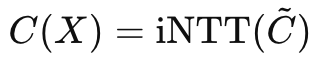 C(X) = iNTT(C̃)